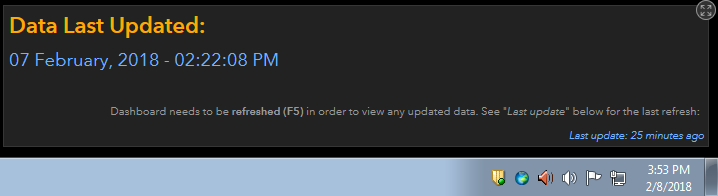 Data Last Updated:
07 February, 2018 - 02:22:08 PM
Dashboard needs to be refreshed (F5) in order to view any updated data. See "Last update" below for the last refresh:
Last update: 25 minutes ago
3:53 PM
2/8/2018